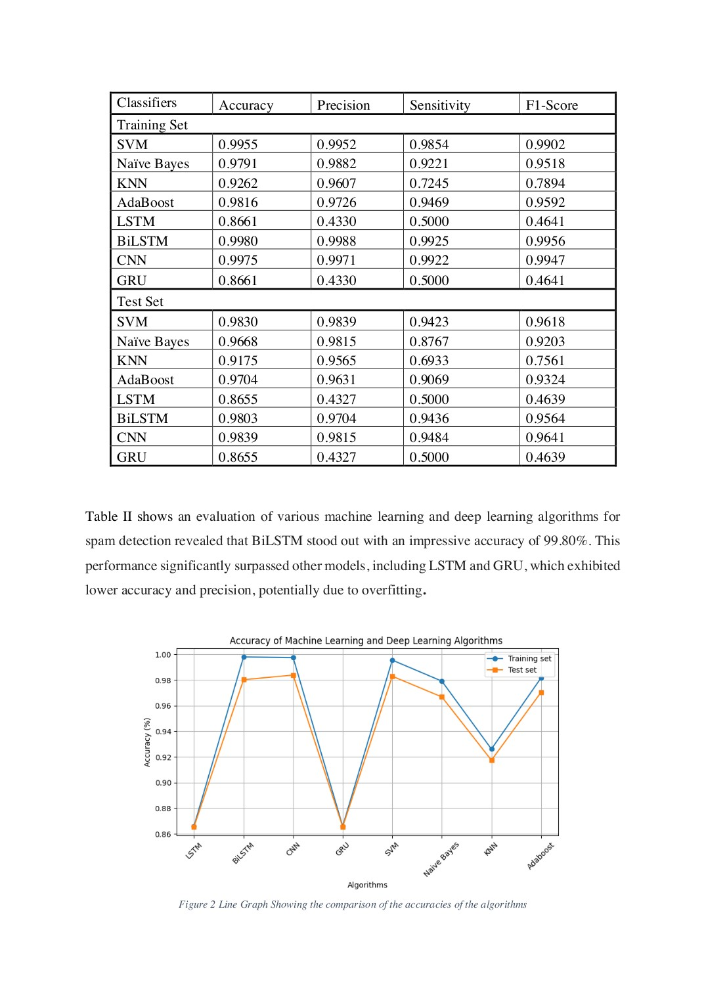 Classifiers Accuracy Precision Sensitivity F1-Score
Training Set
SVM 0.9955 0.9952 0.9854 0.9902
Naïve Bayes 0.9791 0.9882 0.9221 0.9518
KNN 0.9262 0.9607 0.7245 0.7894
AdaBoost 0.9816 0.9726 0.9469 0.9592
LSTM 0.8661 0.4330 0.5000 0.4641
BiLSTM 0.9980 0.9988 0.9925 0.9956
CNN 0.9975 0.9971 0.9922 0.9947
GRU 0.8661 0.4330 0.5000 0.4641
Test Set
SVM 0.9830 0.9839 0.9423 0.9618
Naïve Bayes 0.9668 0.9815 0.8767 0.9203
KNN 0.9175 0.9565 0.6933 0.7561
AdaBoost 0.9704 0.9631 0.9069 0.9324
LSTM 0.8655 0.4327 0.5000 0.4639
BiLSTM 0.9803 0.9704 0.9436 0.9564
CNN 0.9839 0.9815 0.9484 0.9641
GRU 0.8655 0.4327 0.5000 0.4639
Table II shows an evaluation of various machine learning and deep learning algorithms for
spam detection revealed that BiLSTM stood out with an impressive accuracy of 99.80%. This
performance significantly surpassed other models, including LSTM and GRU, which exhibited
lower accuracy and precision, potentially due to overfitting.
Accuracy of Machine Learning and Deep Learning Algorithms
Training set
Test set
1.00
0.98
0.96
0.94
0.92
0.90
0.88
0.86
Accuracy (%)
LSTM BiLSTM CNN GRU SVM Naive Bayes KNN Adaboost
Algorithms
Figure 2 Line Graph Showing the comparison of the accuracies of the algorithms